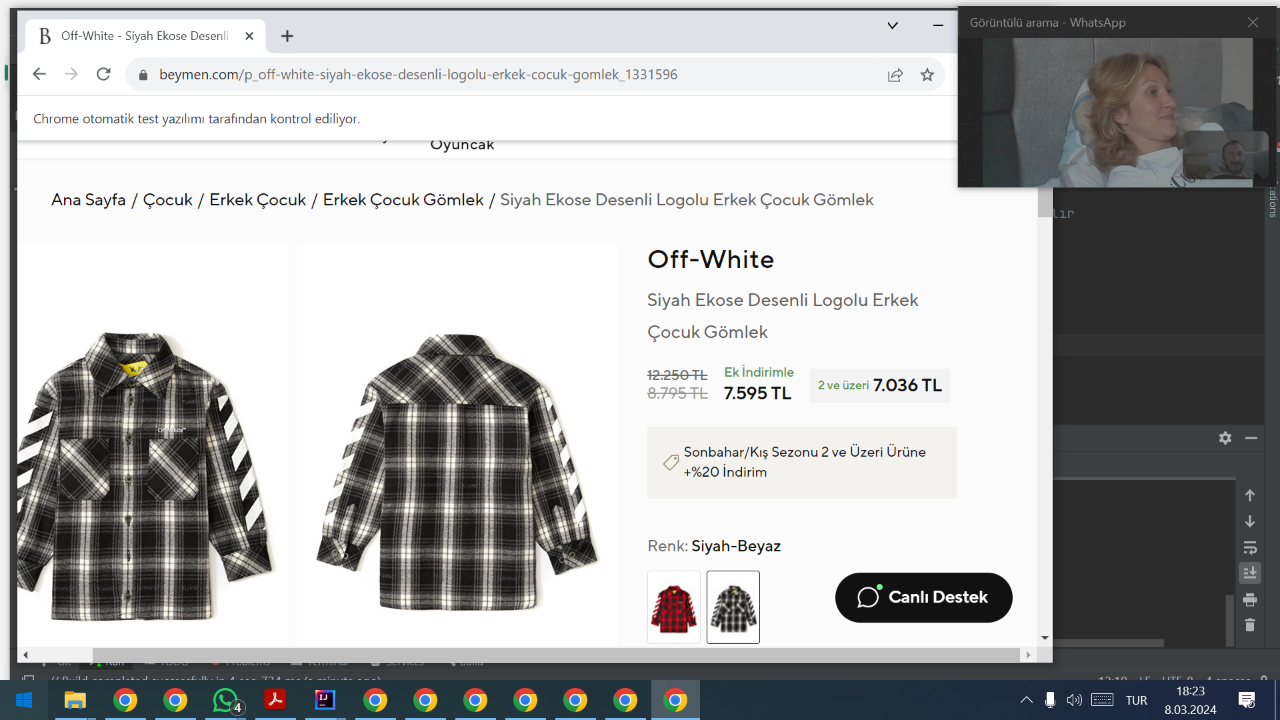 Off-White - Siyah Ekose Desenli
Görüntülü arama - WhatsApp
beymen.com/p_off-white-siyah-ekose-desenli-logolu-erkek-cocuk-gomlek_1331596
Chrome otomatik test yazılımı tarafından kontrol ediliyor.
Oyuncak
Ana Sayfa / Çocuk / Erkek Çocuk / Erkek Çocuk Gömlek / Siyah Ekose Desenli Logolu Erkek Çocuk Gömlek
Off-White
Siyah Ekose Desenli Logolu Erkek
Çocuk Gömlek
12.250 TL
8.795 TL
Ek İndirimle
7.595 TL
2 ve üzeri 7.036 TL
Sonbahar/Kış Sezonu 2 ve Üzeri Ürüne
+%20 İndirim
Renk: Siyah-Beyaz
Canlı Destek
4
TUR
18:23
8.03.2024